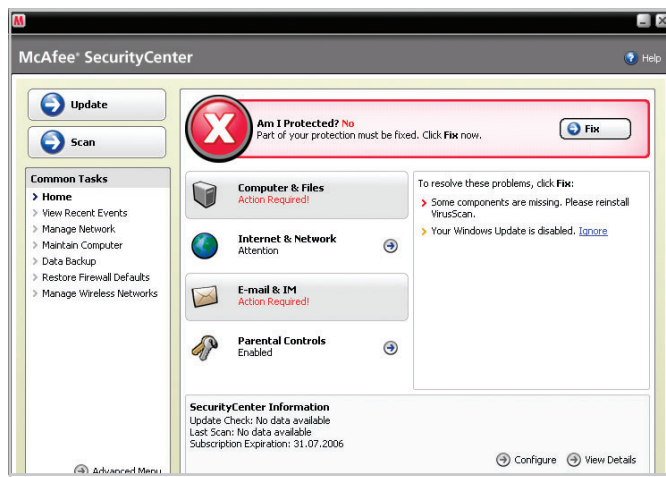 M
McAfee® SecurityCenter
Help
Update
Scan
Common Tasks
Home
View Recent Events
Manage Network
Maintain Computer
Data Backup
Restore Firewall Defaults
Manage Wireless Networks
Advanced Menu
Am I Protected? No
Part of your protection must be fixed. Click Fix now.
Fix
Computer & Files
Action Required!
Internet & Network
Attention
E-mail & IM
Action Required!
Parental Controls
Enabled
To resolve these problems, click Fix:
Some components are missing. Please reinstall
VirusScan.
Your Windows Update is disabled. Ignore
SecurityCenter Information
Update Check: No data available
Last Scan: No data available
Subscription Expiration: 31.07.2006
Configure
View Details